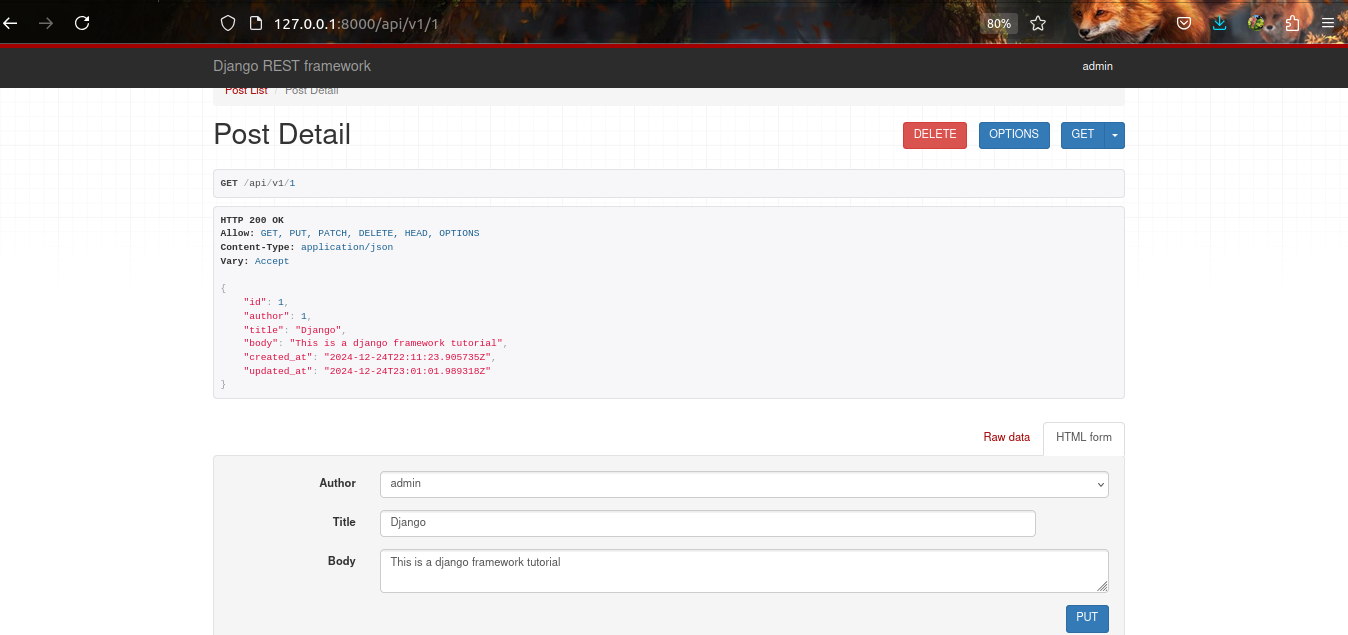 127.0.0.1:8000/api/v1/1
80%
Django REST framework
admin
Post List / Post Detail
Post Detail
DELETE
OPTIONS
GET
GET /api/v1/1
HTTP 200 OK
Allow: GET, PUT, PATCH, DELETE, HEAD, OPTIONS
Content-Type: application/json
Vary: Accept
{
"id": 1,
"author": 1,
"title": "Django",
"body": "This is a django framework tutorial",
"created_at": "2024-12-24T22:11:23.905735Z",
"updated_at": "2024-12-24T23:01:01.989318Z"
}
Raw data
HTML form
Author
admin
Title
Django
Body
This is a django framework tutorial
PUT